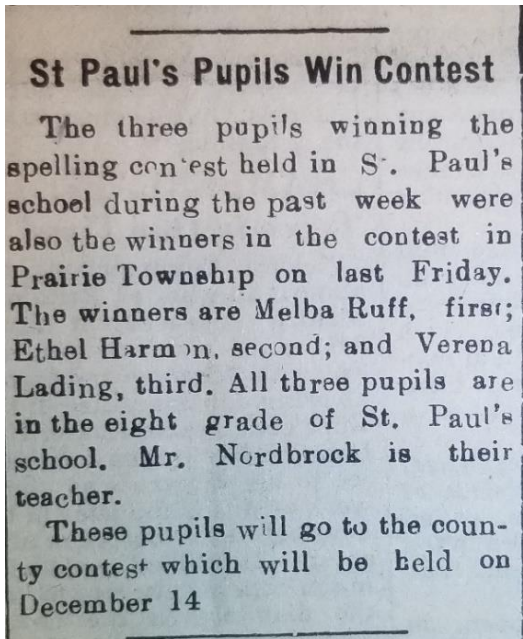 St Paul's Pupils Win Contest
The three pupils winning the
spelling contest held in St. Paul's
school during the past week were
also the winners in the contest in
Prairie Township on last Friday.
The winners are Melba Ruff, first;
Ethel Harmon, second; and Verena
Lading, third. All three pupils are
in the eight grade of St. Paul's
school. Mr. Nordbrock is their
teacher.
These pupils will go to the coun-
ty contest which will be held on
December 14